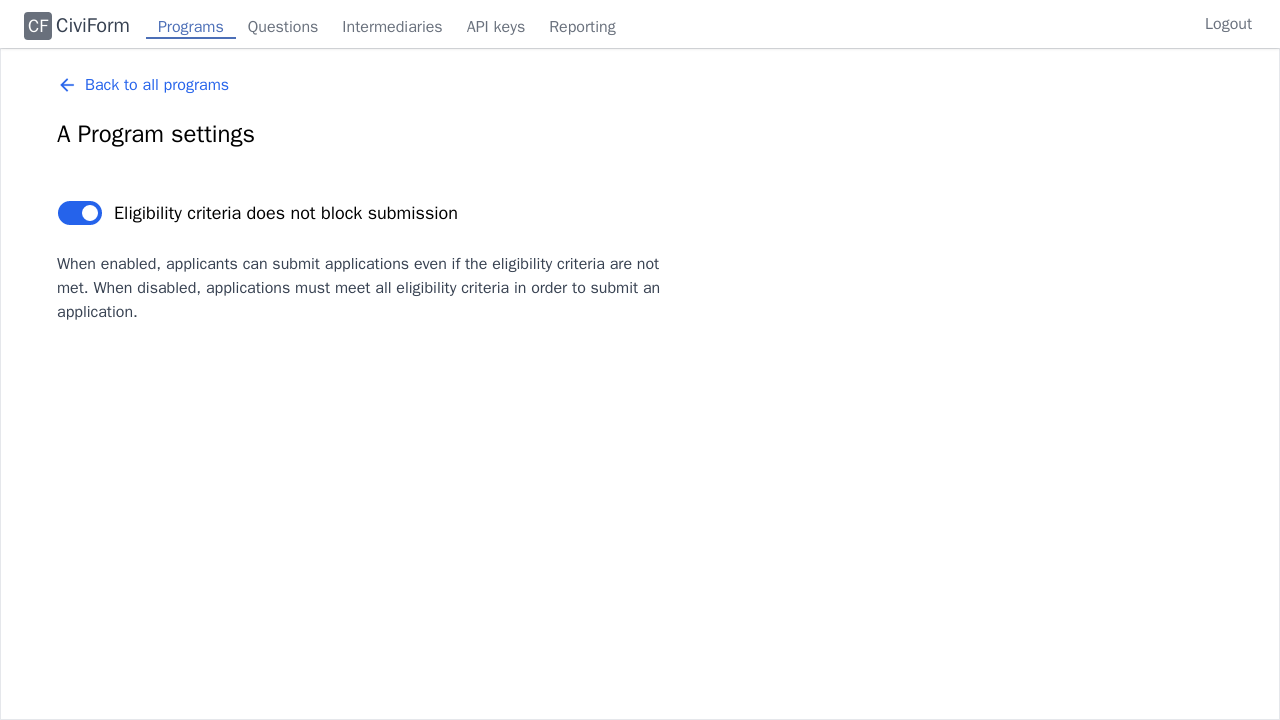 CF CiviForm Programs Questions Intermediaries API keys Reporting Logout
Back to all programs
A Program settings
Eligibility criteria does not block submission
When enabled, applicants can submit applications even if the eligibility criteria are not
met. When disabled, applications must meet all eligibility criteria in order to submit an
application.